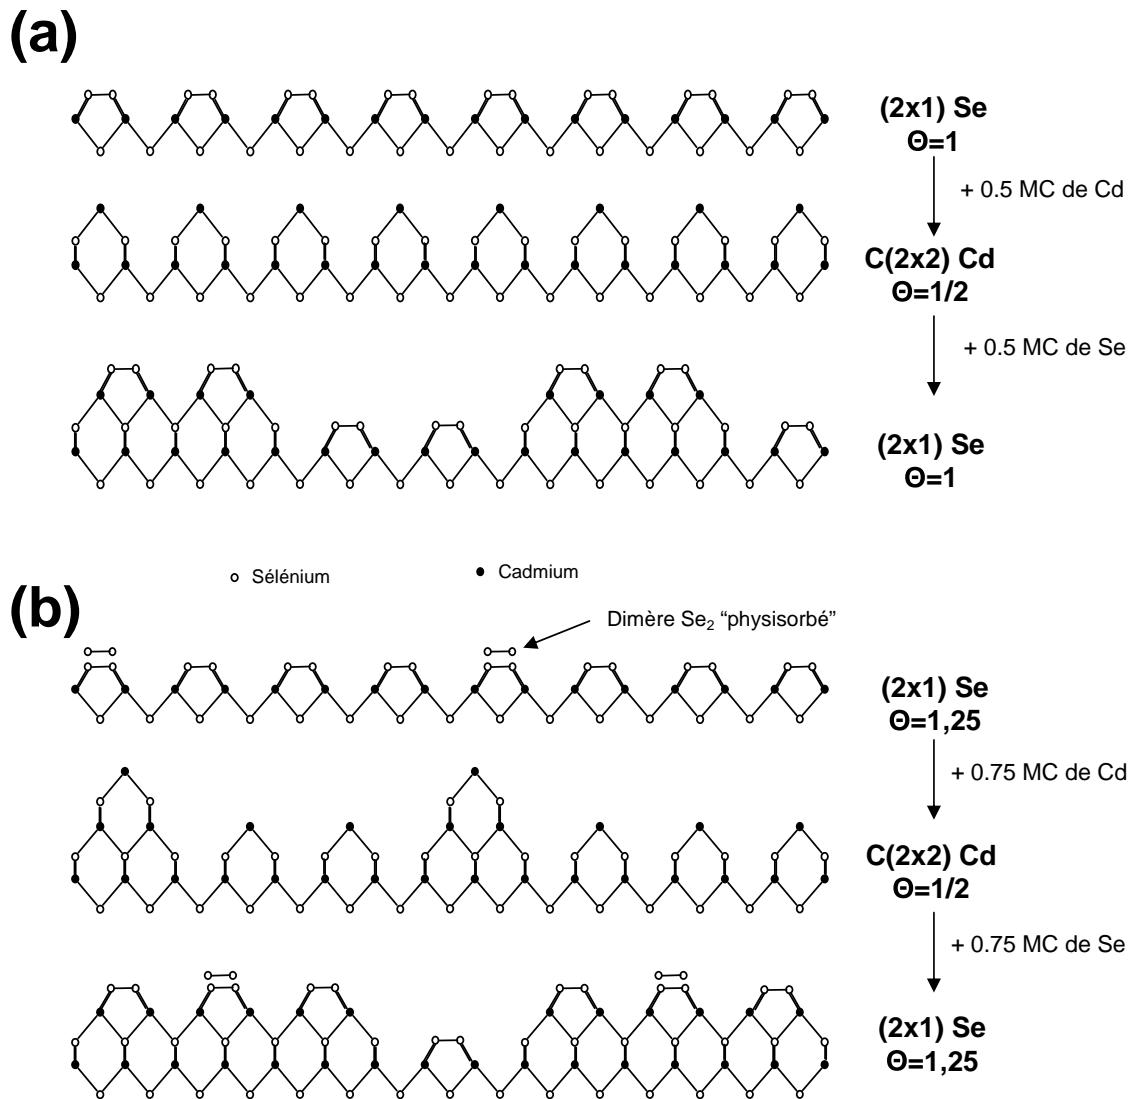 (a)
(2x1) Se
Θ=1
+ 0.5 MC de Cd
C(2x2) Cd
Θ=1/2
+ 0.5 MC de Se
(2x1) Se
Θ=1
Sélénium
Cadmium
(b)
Dimère Se₂ “physisorbé”
(2x1) Se
Θ=1,25
+ 0.75 MC de Cd
C(2x2) Cd
Θ=1/2
+ 0.75 MC de Se
(2x1) Se
Θ=1,25